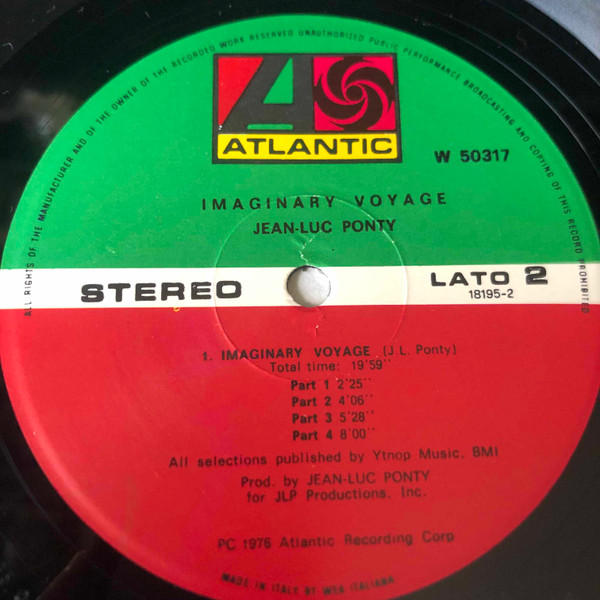 ALL RIGHTS OF THE MANUFACTURER AND OF THE OWNER OF THE RECORDED WORK RESERVED UNAUTHORIZED PUBLIC PERFORMANCE BROADCASTING AND COPYING OF THIS RECORD PROHIBITED
A
ATLANTIC
W 50317
IMAGINARY VOYAGE
JEAN-LUC PONTY
STEREO
LATO 2
18195-2
1. IMAGINARY VOYAGE (J.L. Ponty)
Total time: 19'59''
Part 1 2'25''
Part 2 4'06''
Part 3 5'28''
Part 4 8'00''
All selections published by Ytnop Music, BMI
Prod. by JEAN-LUC PONTY
for JLP Productions, Inc.
PC 1976 Atlantic Recording Corp
MADE IN ITALY BY WEA ITALIANA